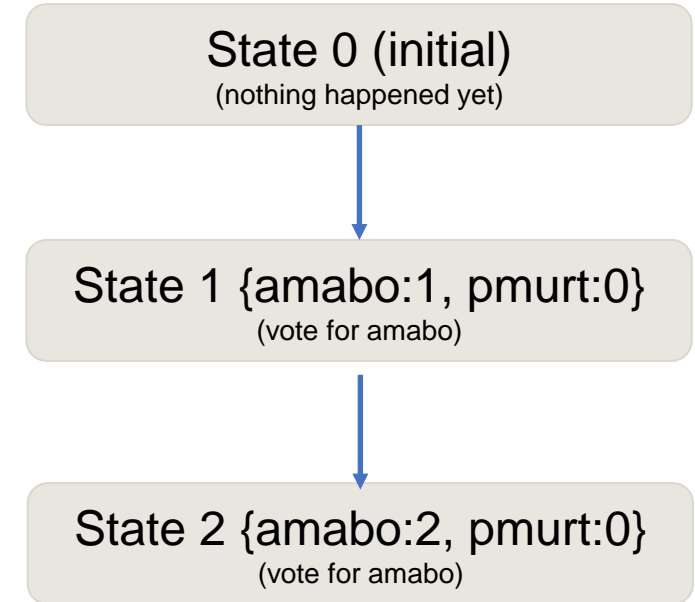 State 0 (initial)
(nothing happened yet)
State 1 {amabo:1, pmurt:0}
(vote for amabo)
State 2 {amabo:2, pmurt:0}
(vote for amabo)